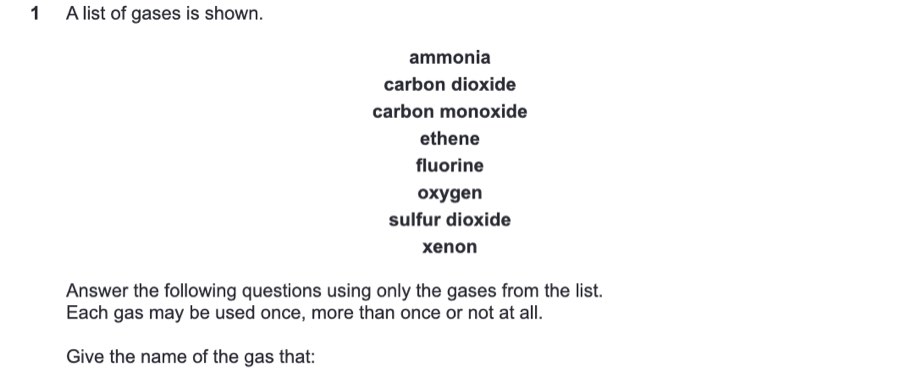 1 A list of gases is shown.
ammonia
carbon dioxide
carbon monoxide
ethene
fluorine
oxygen
sulfur dioxide
xenon
Answer the following questions using only the gases from the list.
Each gas may be used once, more than once or not at all.
Give the name of the gas that: